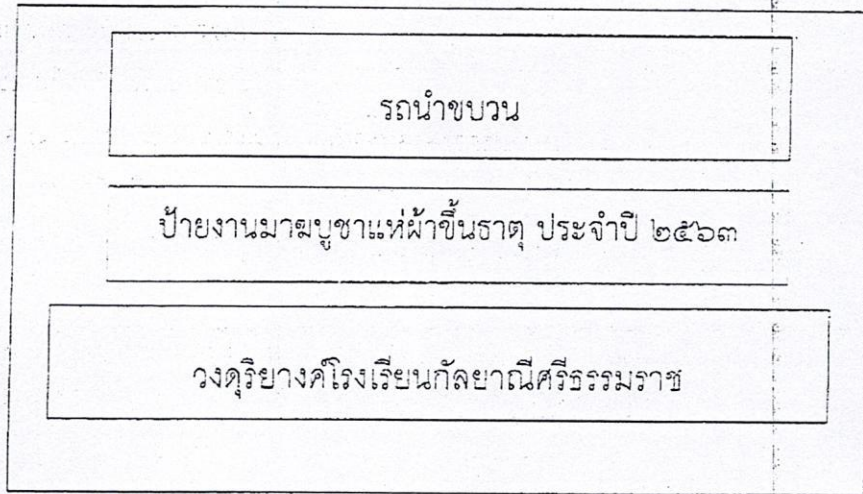 รถนำขบวน
ป้ายงานมาฆบูชาแห่ผ้าขึ้นธาตุ ประจำปี ๒๕๖๓
วงดุริยางค์โรงเรียนกัลยาณีศรีธรรมราช